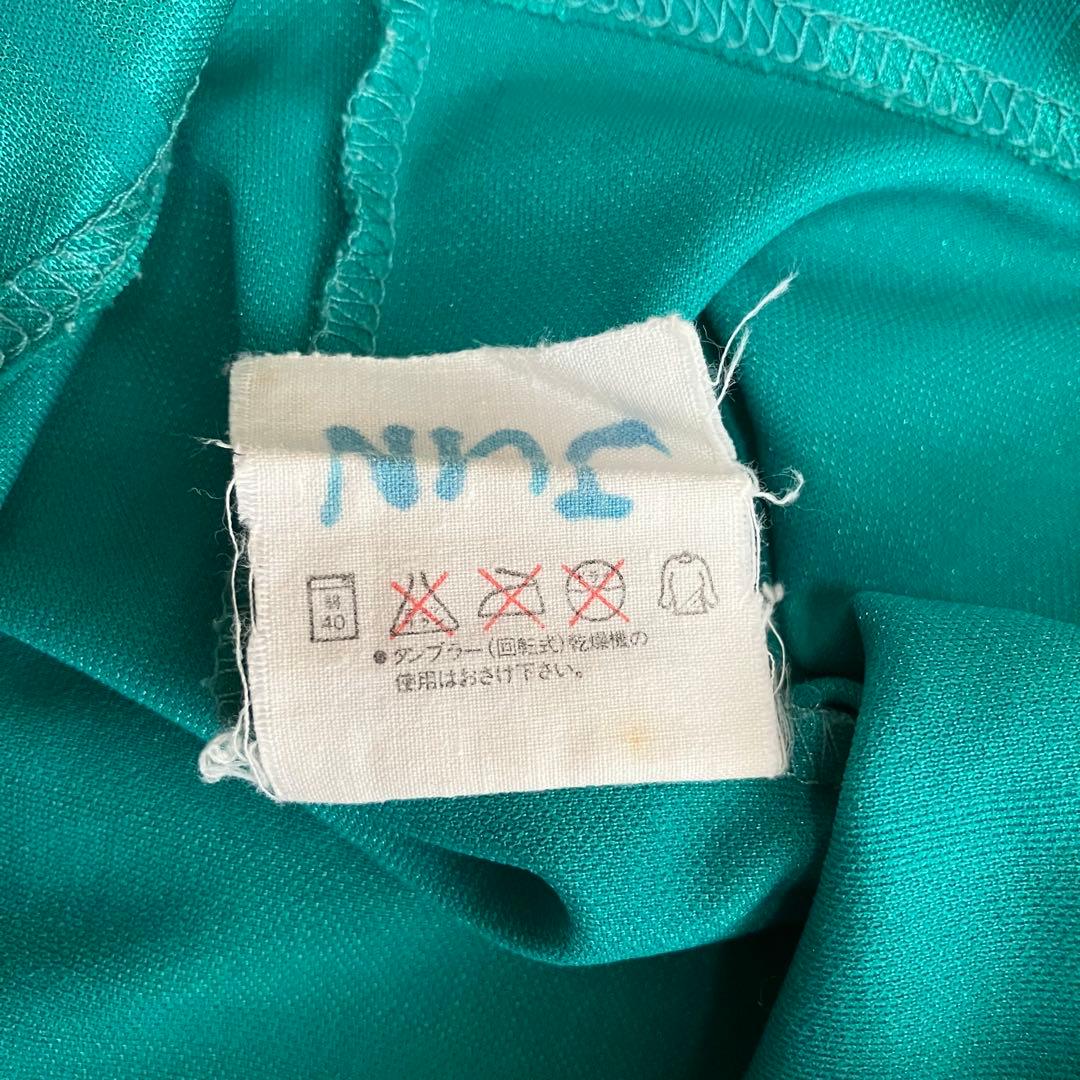 弱
40
● タンブラー(回転式)乾燥機の
使用はおさけ下さい。